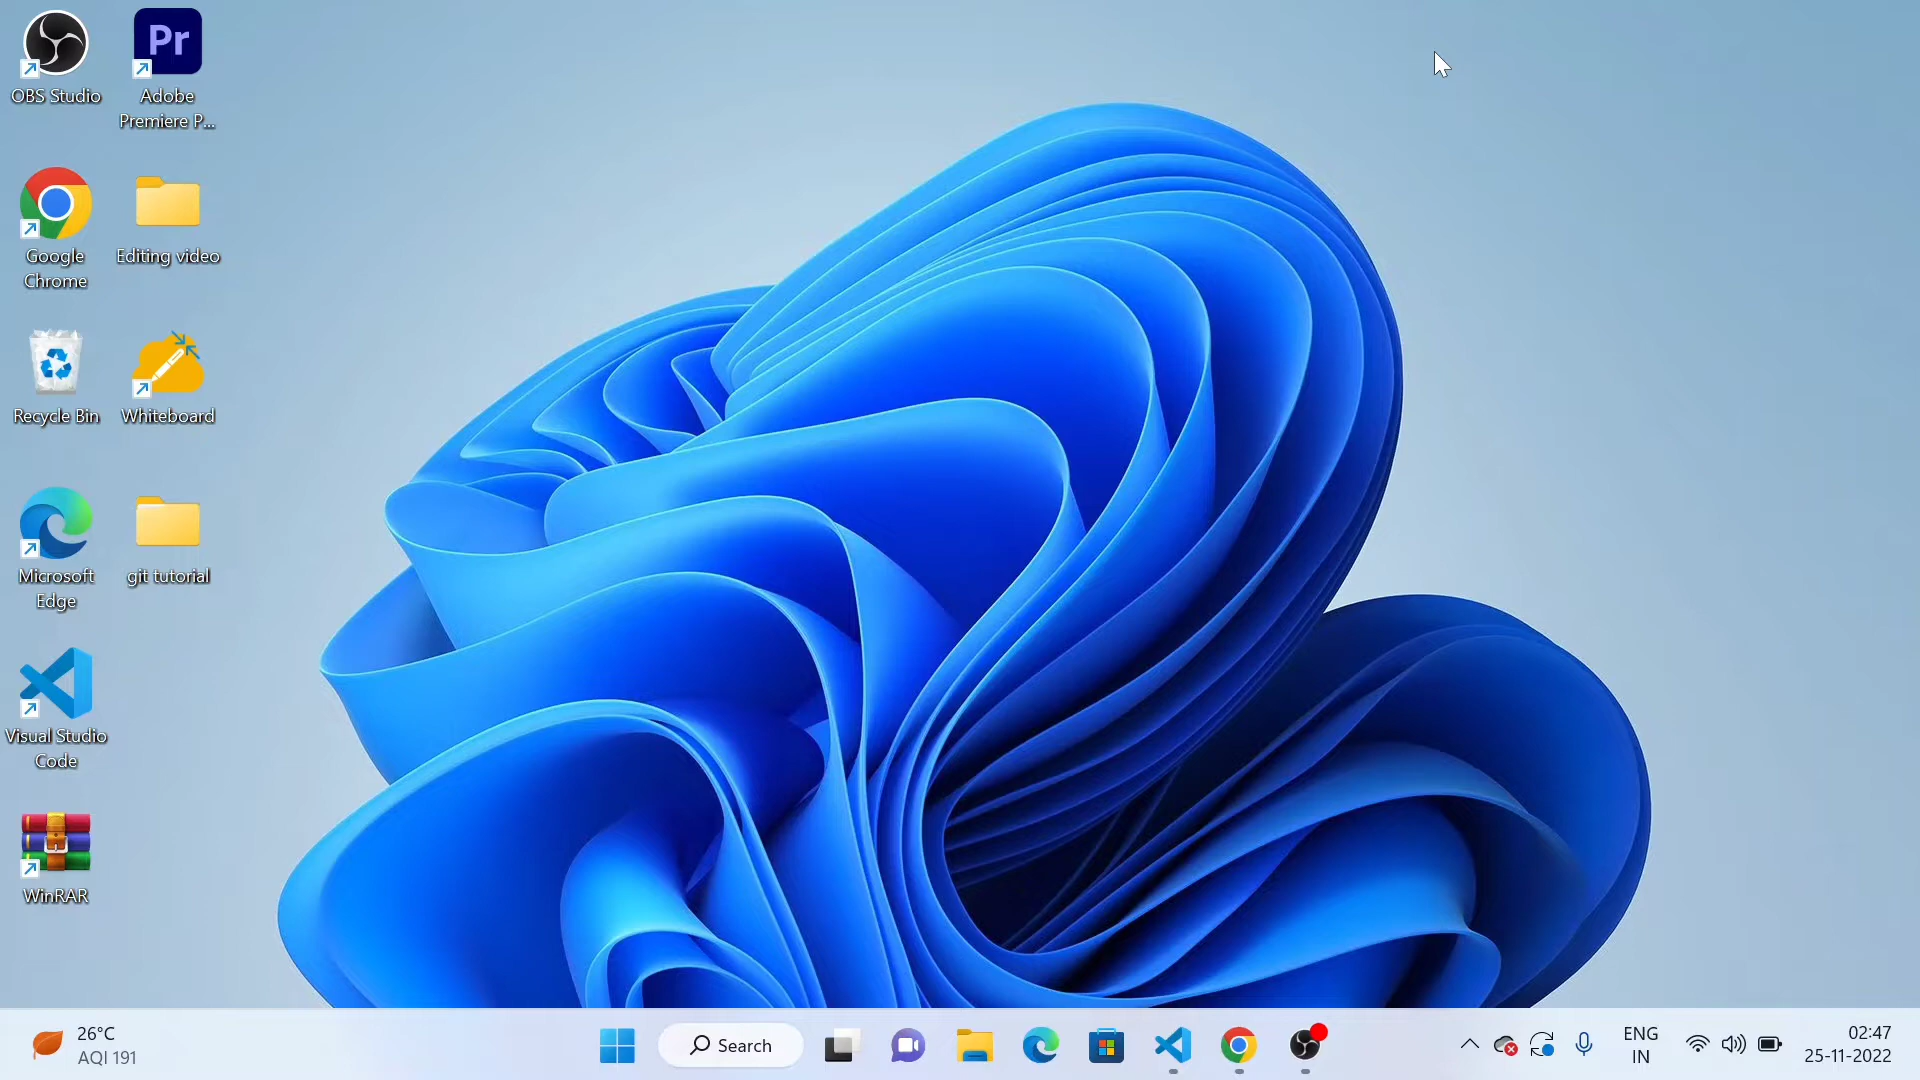 OBS Studio
Pr
Adobe
Premiere P...
Google
Chrome
Editing video
Recycle Bin
Whiteboard
Microsoft
Edge
git tutorial
Visual Studio
Code
WinRAR
26°C
AQI 191
Search
ENG
IN
02:47
25-11-2022